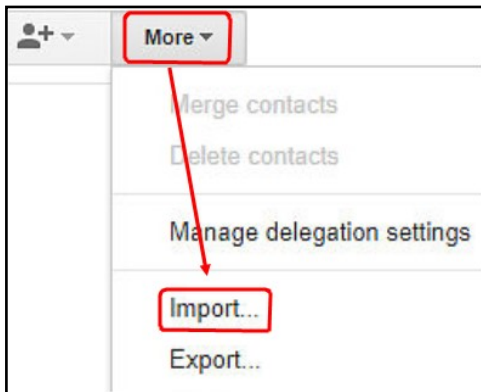 More
Merge contacts
Delete contacts
Manage delegation settings
Import...
Export...